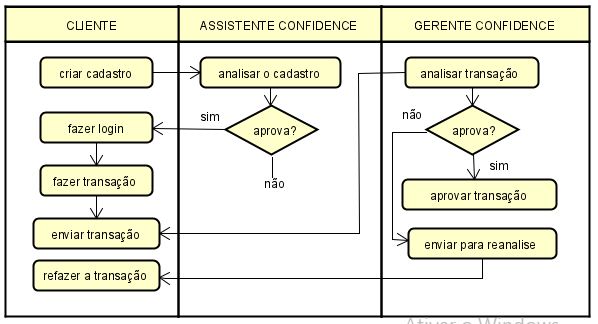 CLIENTE
ASSISTENTE CONFIDENCE
GERENTE CONFIDENCE
criar cadastro
analisar o cadastro
analisar transação
sim
não
fazer login
aprova?
aprova?
sim
não
fazer transação
aprovar transação
enviar transação
enviar para reanalise
refazer a transação